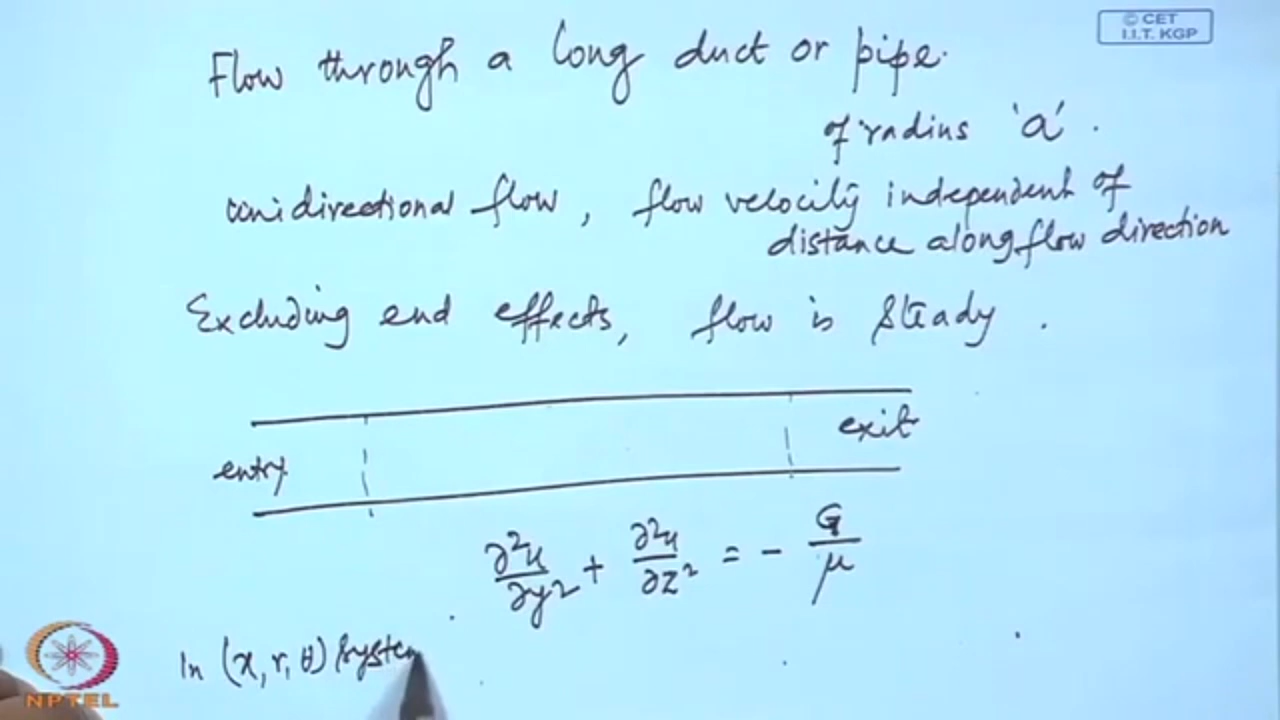 © CET
I.I.T. KGP
Flow through a long duct or pipe.
of radius 'a'.
unidirectional flow, flow velocity independent of
distance along flow direction
Excluding end effects, flow is steady.
entry
exit
∂²u/∂y² + ∂²u/∂z² = - G/μ
In (x, r, θ) system
NPTEL